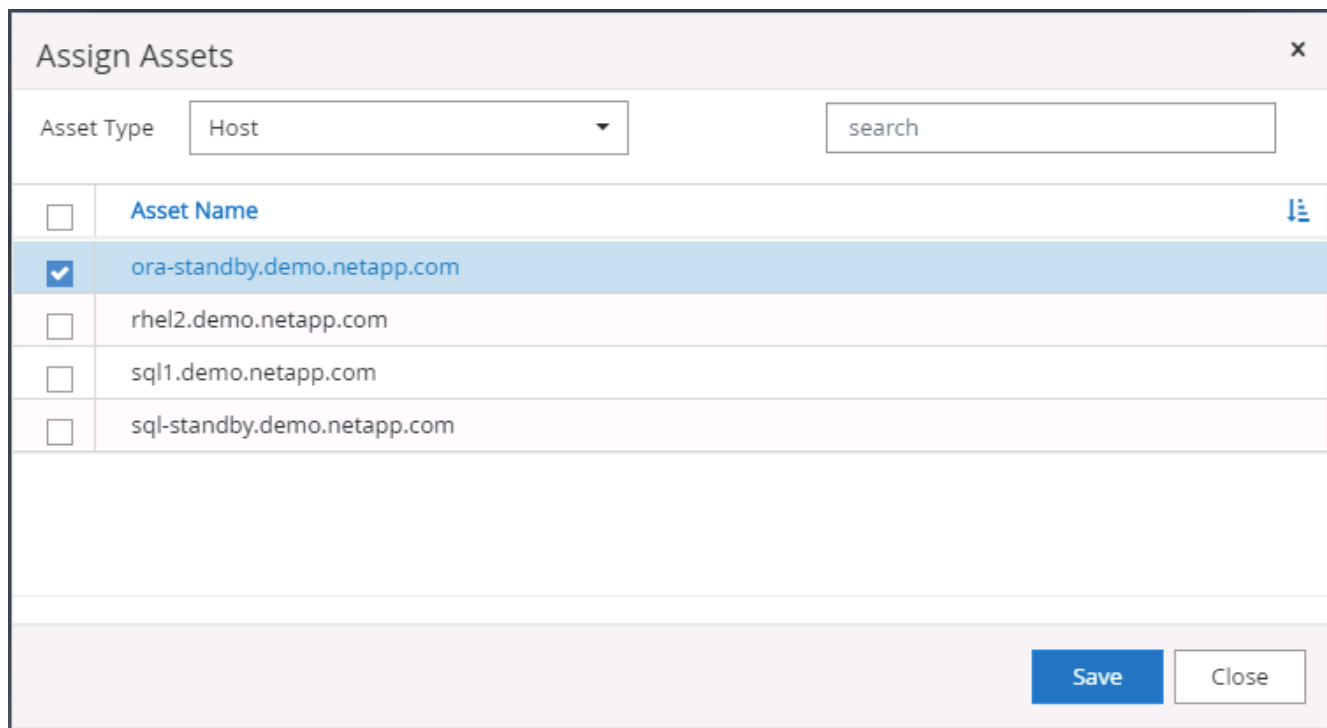 Assign Assets
Asset Type Host search
Asset Name
ora-standby.demo.netapp.com
rhel2.demo.netapp.com
sql1.demo.netapp.com
sql-standby.demo.netapp.com
Save Close